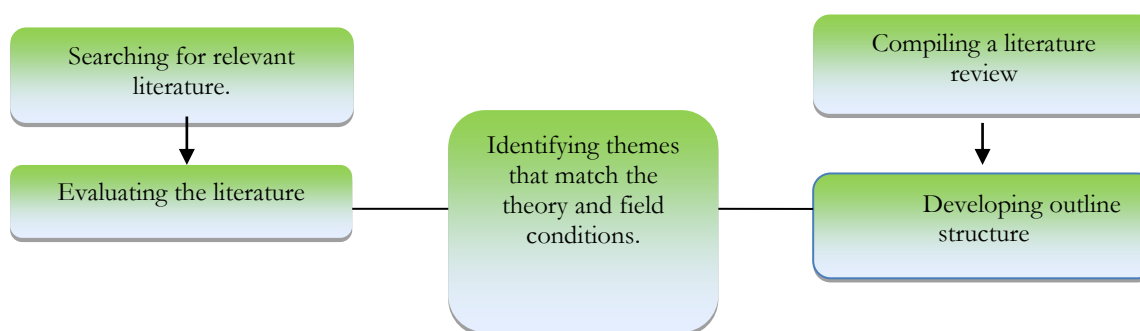 Searching for relevant
literature.
Evaluating the literature
Identifying themes
that match the
theory and field
conditions.
Compiling a literature
review
Developing outline
structure